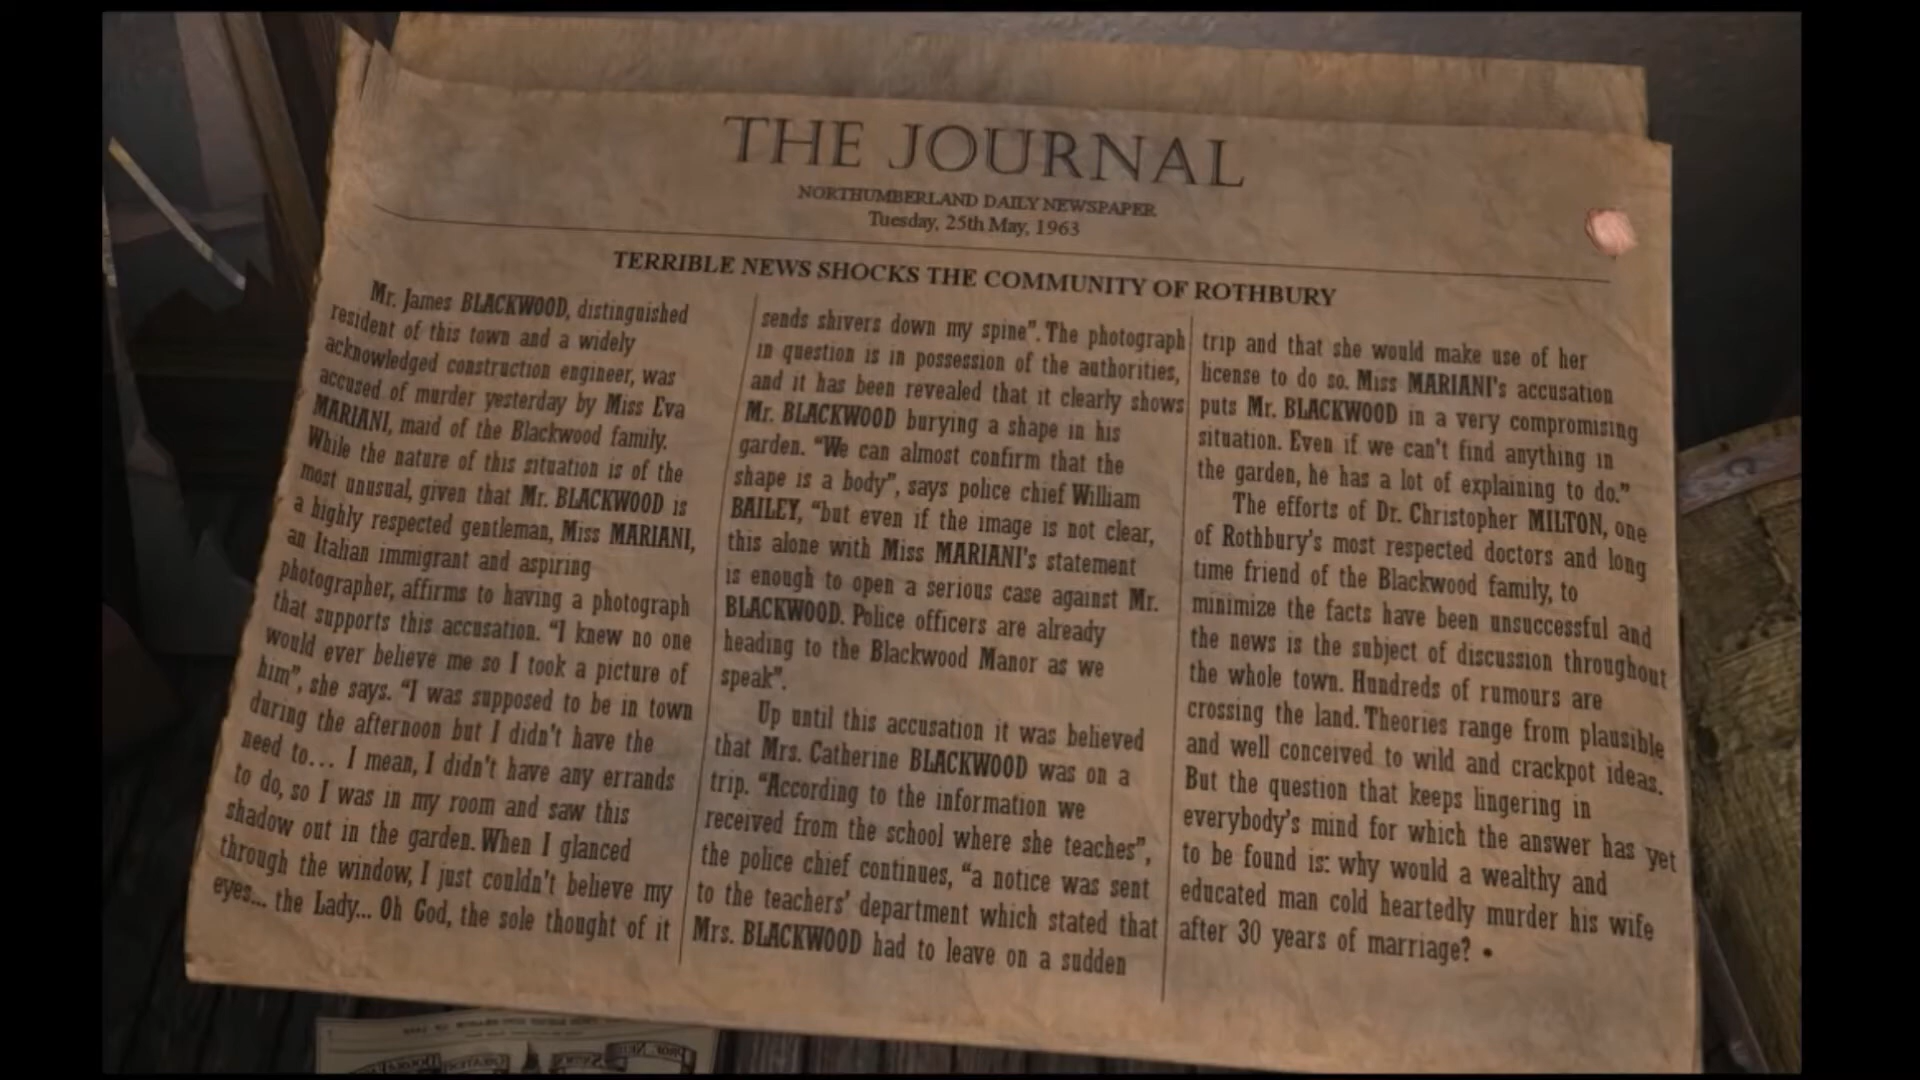 THE JOURNAL
NORTHUMBERLAND DAILY NEWSPAPER
Tuesday, 25th May, 1963
TERRIBLE NEWS SHOCKS THE COMMUNITY OF ROTHBURY
Mr. James BLACKWOOD, distinguished
resident of this town and a widely
acknowledged construction engineer, was
accused of murder yesterday by Miss Eva
MARIANI, maid of the Blackwood family.
While the nature of this situation is of the
most unusual, given that Mr. BLACKWOOD is
a highly respected gentleman, Miss MARIANI,
an Italian immigrant and aspiring
photographer, affirms to having a photograph
that supports this accusation. “I knew no one
would ever believe me so I took a picture of
him”, she says. “I was supposed to be in town
during the afternoon but I didn't have the
need to… I mean, I didn't have any errands
to do, so I was in my room and saw this
shadow out in the garden. When I glanced
through the window, I just couldn't believe my
eyes... the Lady... Oh God, the sole thought of it
sends shivers down my spine”. The photograph
in question is in possession of the authorities,
and it has been revealed that it clearly shows
Mr. BLACKWOOD burying a shape in his
garden. “We can almost confirm that the
shape is a body”, says police chief William
BAILEY, “but even if the image is not clear,
this alone with Miss MARIANI's statement
is enough to open a serious case against Mr.
BLACKWOOD. Police officers are already
heading to the Blackwood Manor as we
speak”.
Up until this accusation it was believed
that Mrs. Catherine BLACKWOOD was on a
trip. “According to the information we
received from the school where she teaches”,
the police chief continues, “a notice was sent
to the teachers’ department which stated that
Mrs. BLACKWOOD had to leave on a sudden
trip and that she would make use of her
license to do so. Miss MARIANI's accusation
puts Mr. BLACKWOOD in a very compromising
situation. Even if we can't find anything in
the garden, he has a lot of explaining to do.”
The efforts of Dr. Christopher MILTON, one
of Rothbury’s most respected doctors and long
time friend of the Blackwood family, to
minimize the facts have been unsuccessful and
the news is the subject of discussion throughout
the whole town. Hundreds of rumours are
crossing the land. Theories range from plausible
and well conceived to wild and crackpot ideas.
But the question that keeps lingering in
everybody’s mind for which the answer has yet
to be found is: why would a wealthy and
educated man cold heartedly murder his wife
after 30 years of marriage? •